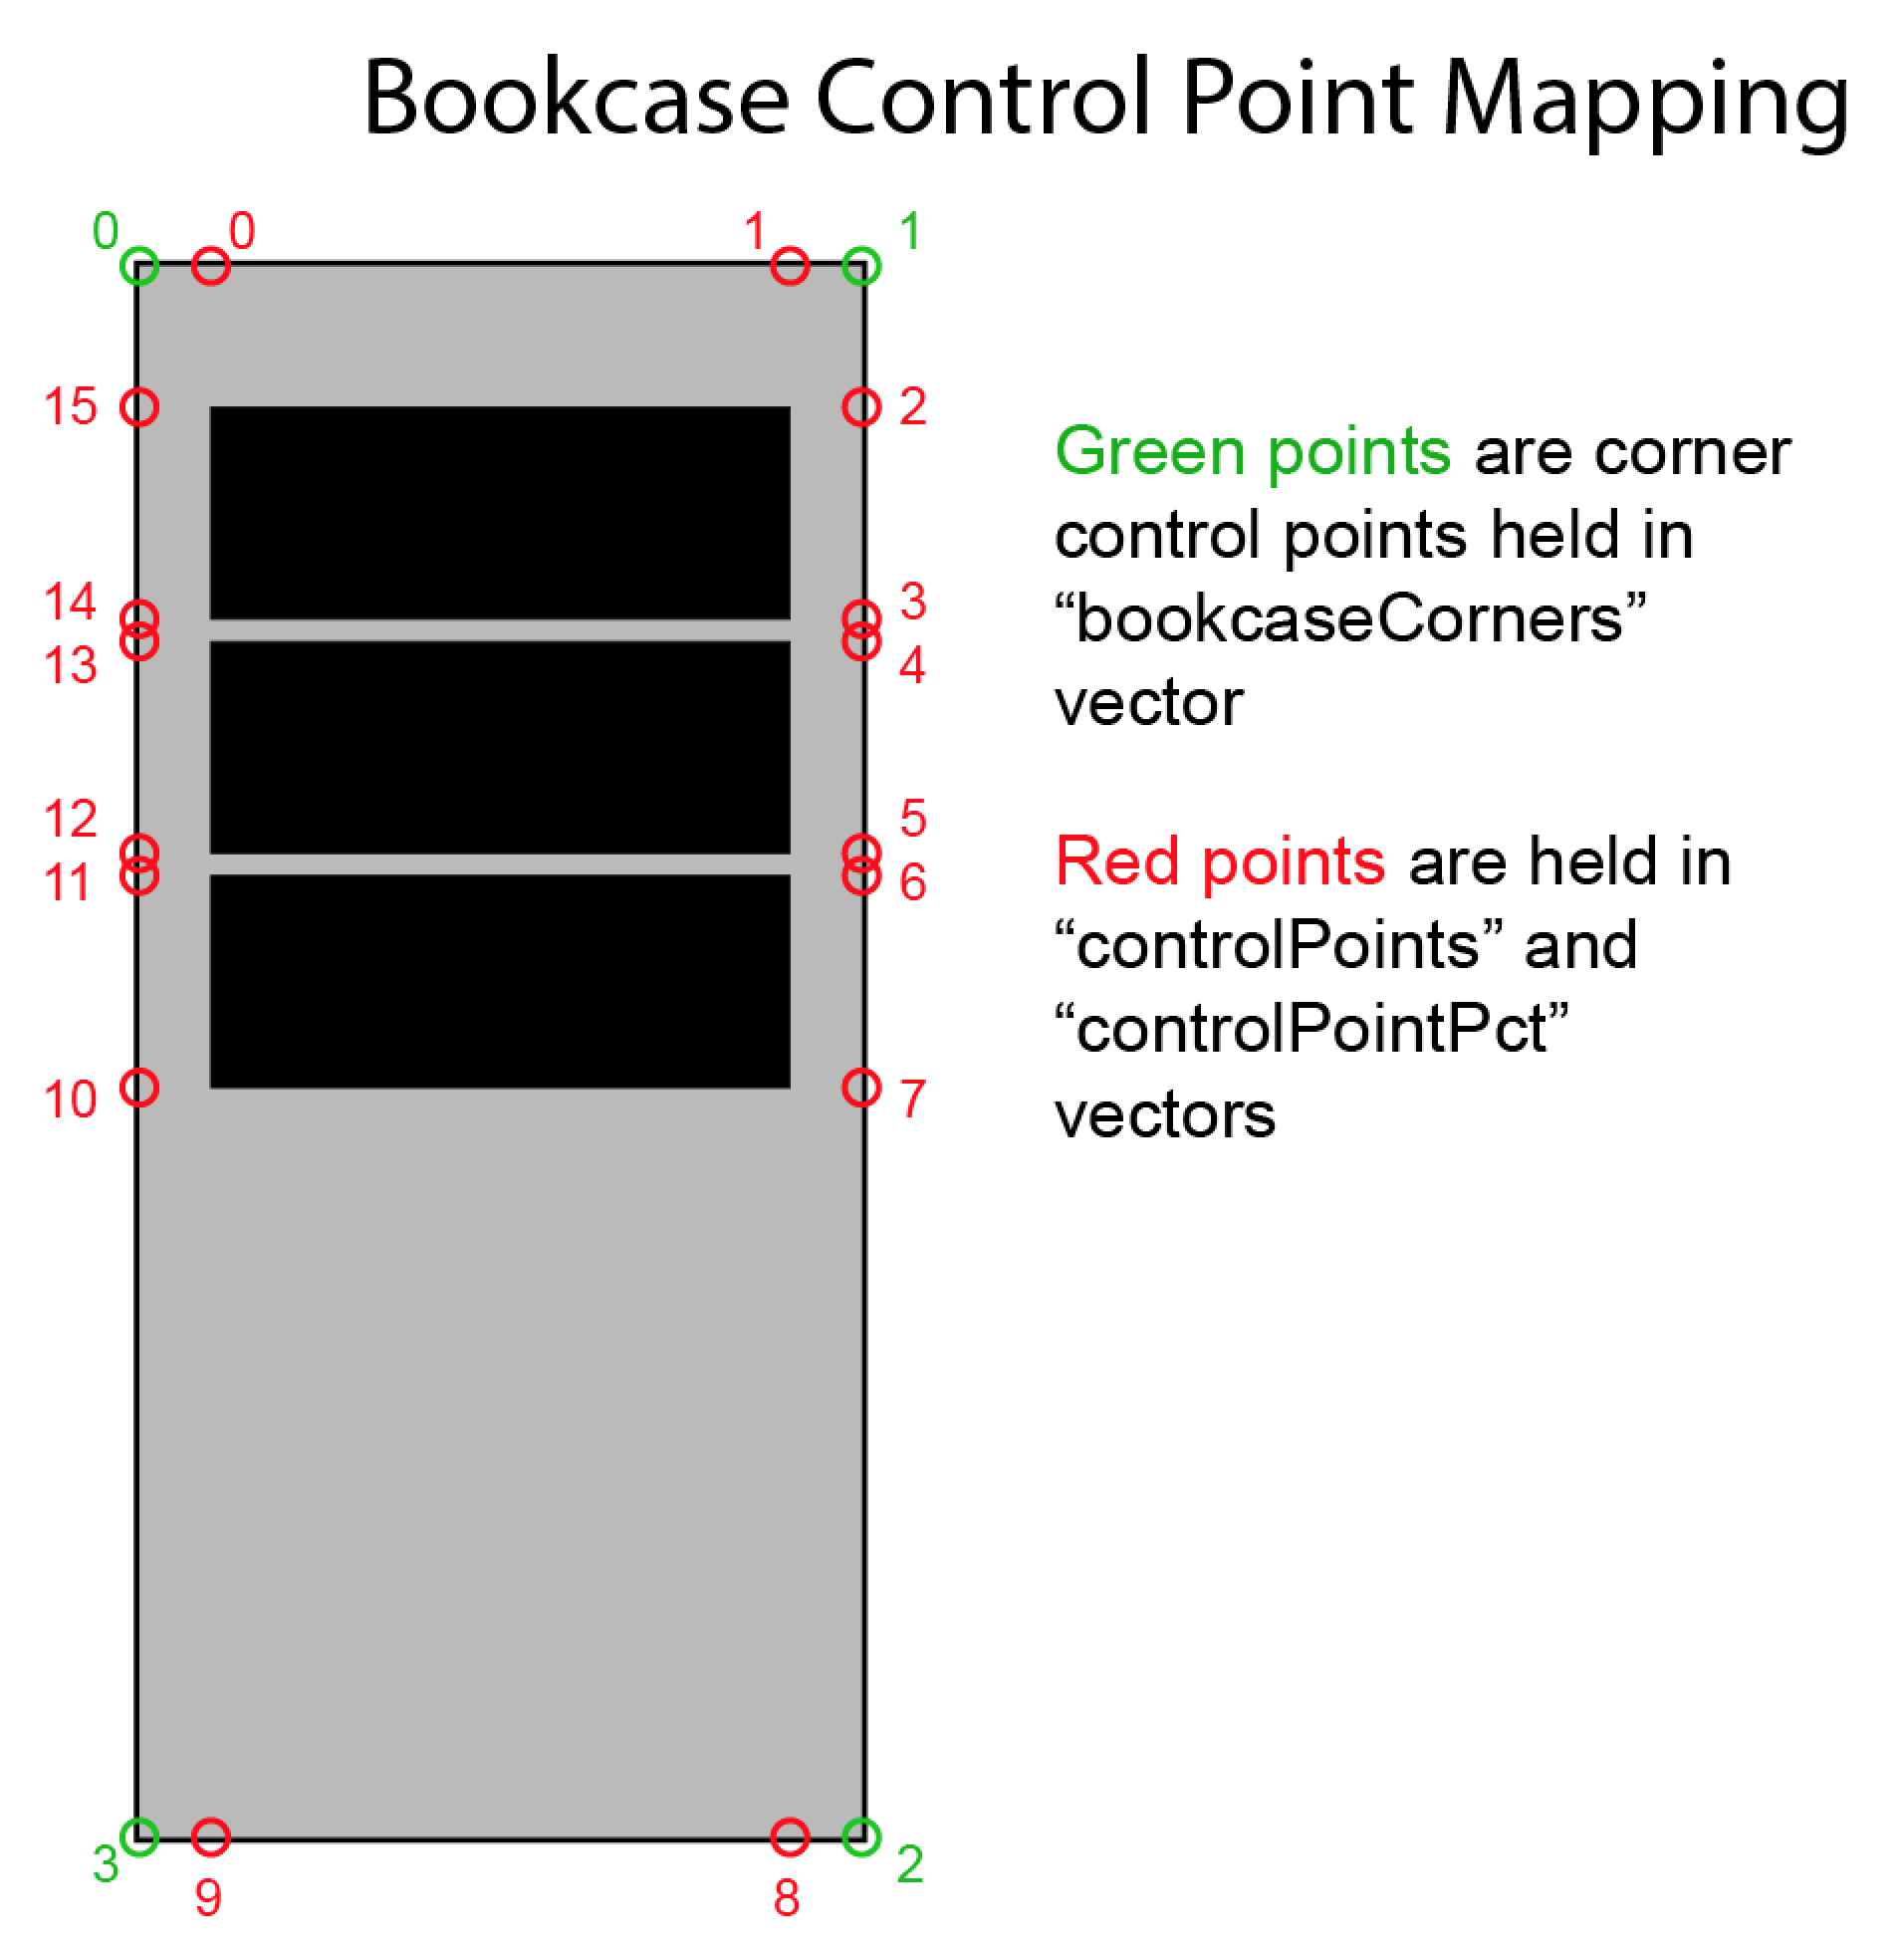 Bookcase Control Point Mapping
0 0 1 1
15 2
Green points are corner
control points held in
“bookcaseCorners”
vector
14 3
13 4
12 5
11 6
Red points are held in
“controlPoints” and
“controlPointPct”
vectors
10 7
3 2
9 8